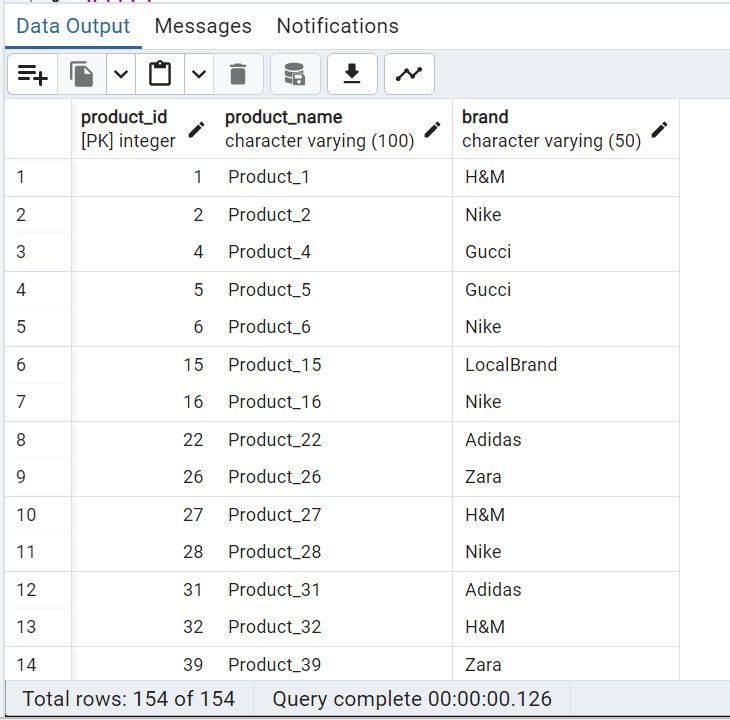 Data Output Messages Notifications
product_id product_name brand
[PK] integer character varying (100) character varying (50)
1 1 Product_1 H&M
2 2 Product_2 Nike
3 4 Product_4 Gucci
4 5 Product_5 Gucci
5 6 Product_6 Nike
6 15 Product_15 LocalBrand
7 16 Product_16 Nike
8 22 Product_22 Adidas
9 26 Product_26 Zara
10 27 Product_27 H&M
11 28 Product_28 Nike
12 31 Product_31 Adidas
13 32 Product_32 H&M
14 39 Product_39 Zara
Total rows: 154 of 154 Query complete 00:00:00.126